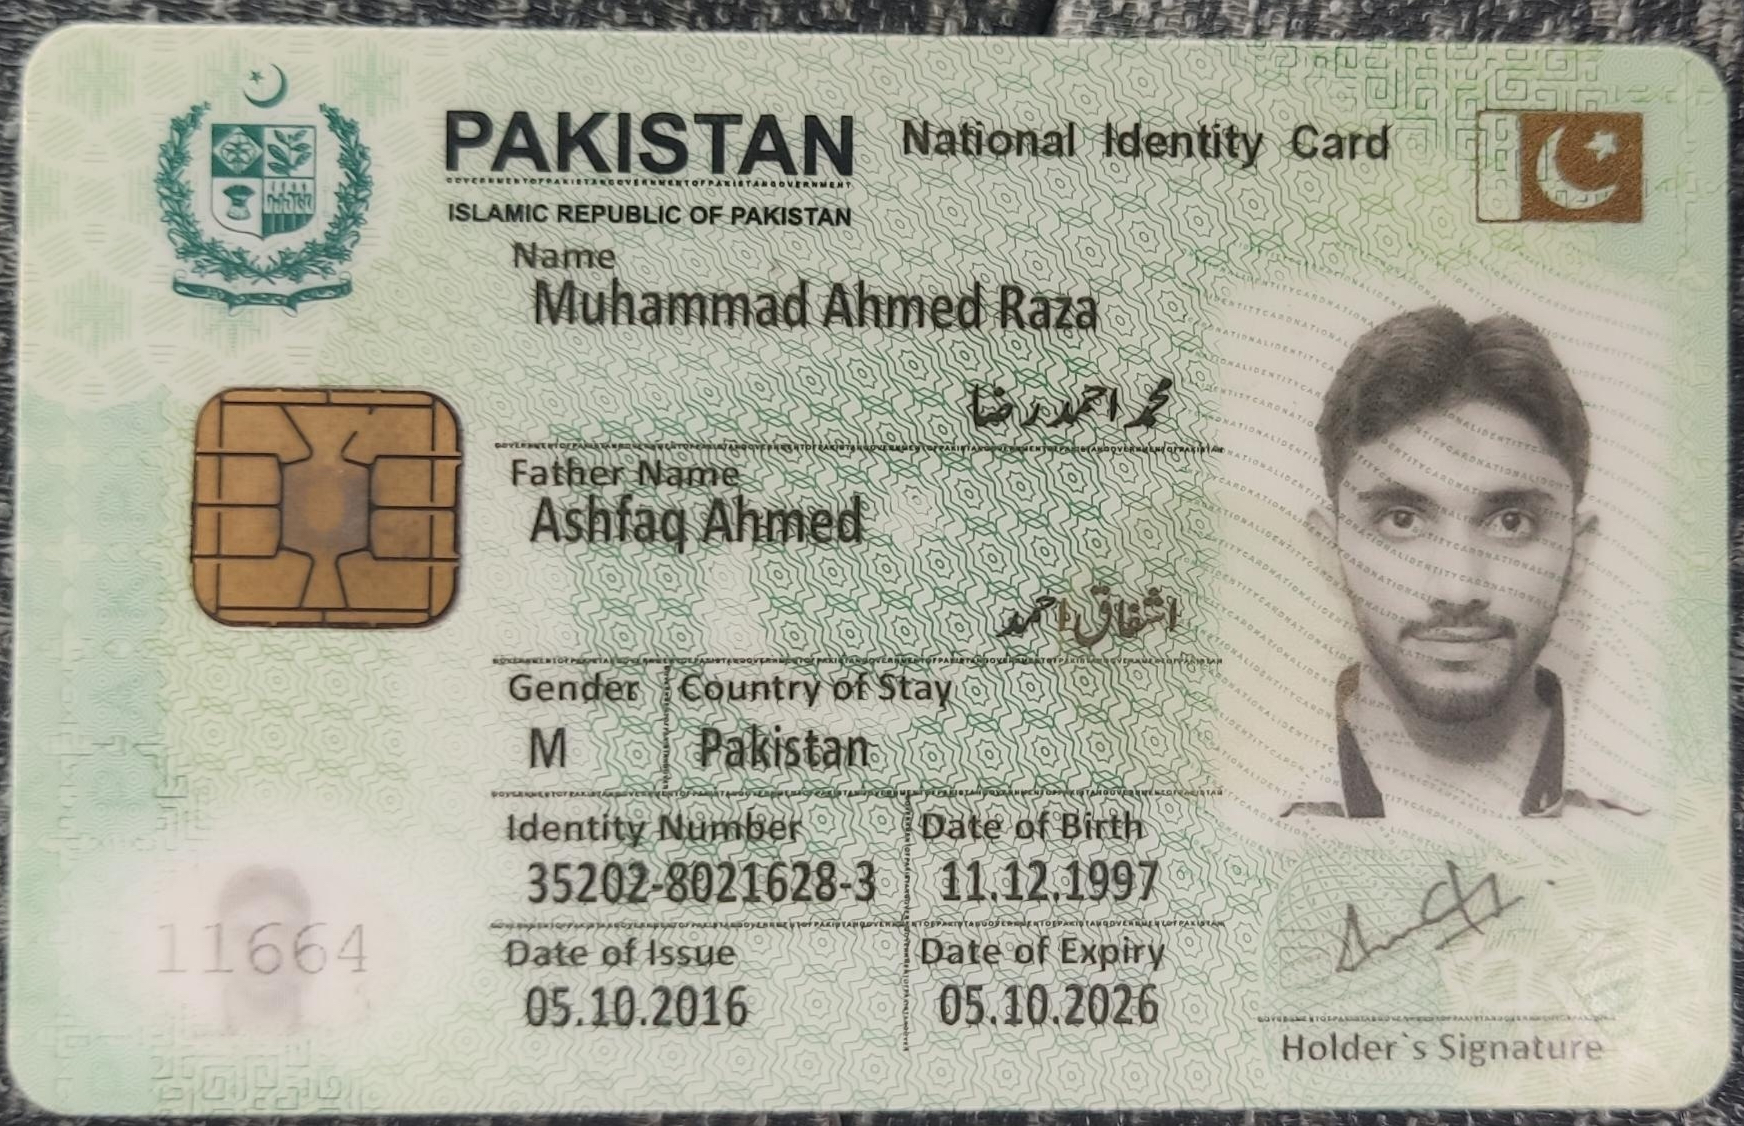 PAKISTAN National Identity Card
ISLAMIC REPUBLIC OF PAKISTAN
Name
Muhammad Ahmed Raza
محمد احمد رضا
Father Name
Ashfaq Ahmed
اشفاق احمد
Gender Country of Stay
M Pakistan
Identity Number Date of Birth
35202-8021628-3 11.12.1997
Date of Issue Date of Expiry
05.10.2016 05.10.2026
11664
Holder`s Signature